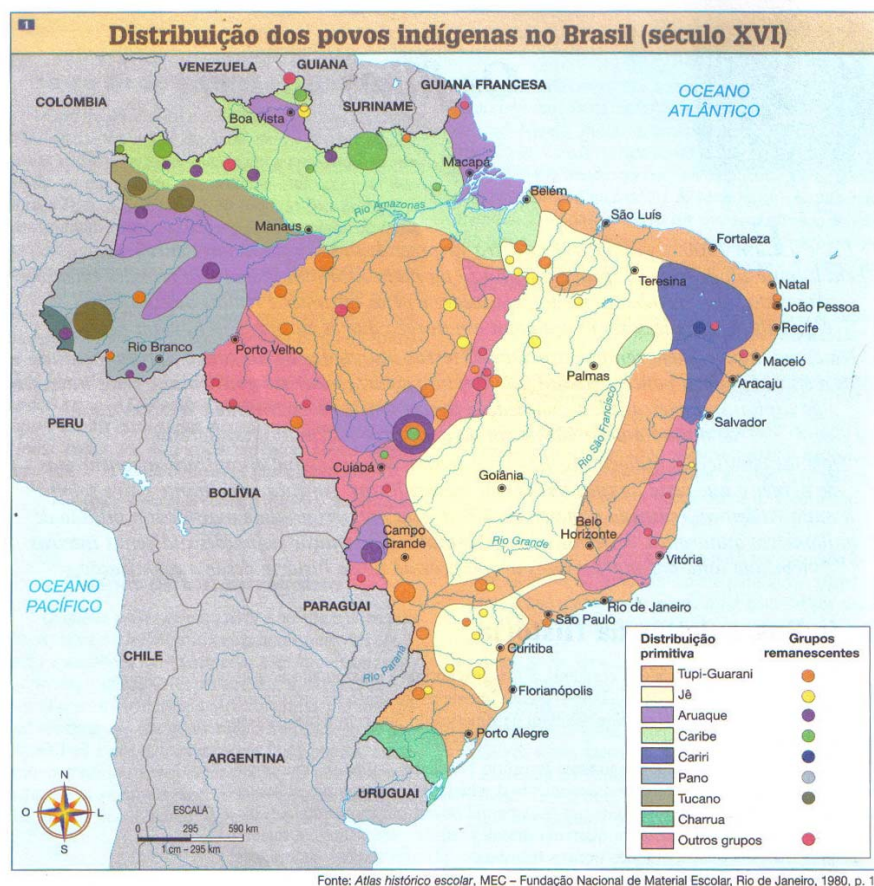 1
Distribuição dos povos indígenas no Brasil (século XVI)
VENEZUELA
GUIANA
COLÔMBIA
SURINAME
GUIANA FRANCESA
OCEANO
ATLÂNTICO
Boa Vista
Macapá
Belém
Rio Amazonas
São Luís
Manaus
Fortaleza
Teresina
Natal
João Pessoa
Recife
Rio Branco
Porto Velho
Maceió
Palmas
Aracaju
PERU
Salvador
Rio São Francisco
Cuiabá
BOLÍVIA
Goiânia
Campo
Grande
Belo
Horizonte
Rio Grande
Vitória
OCEANO
PACÍFICO
PARAGUAI
Rio de Janeiro
São Paulo
CHILE
Rio Paraná
Curitiba
Florianópolis
ARGENTINA
Porto Alegre
URUGUAI
Distribuição
primitiva
Grupos
remanescentes
Tupi-Guarani
Jê
Aruaque
Caribe
Cariri
Pano
Tucano
Charrua
Outros grupos
N
O
L
S
ESCALA
0 295 590 km
1 cm – 295 km
Fonte: Atlas histórico escolar, MEC – Fundação Nacional de Material Escolar, Rio de Janeiro, 1980, p. 1